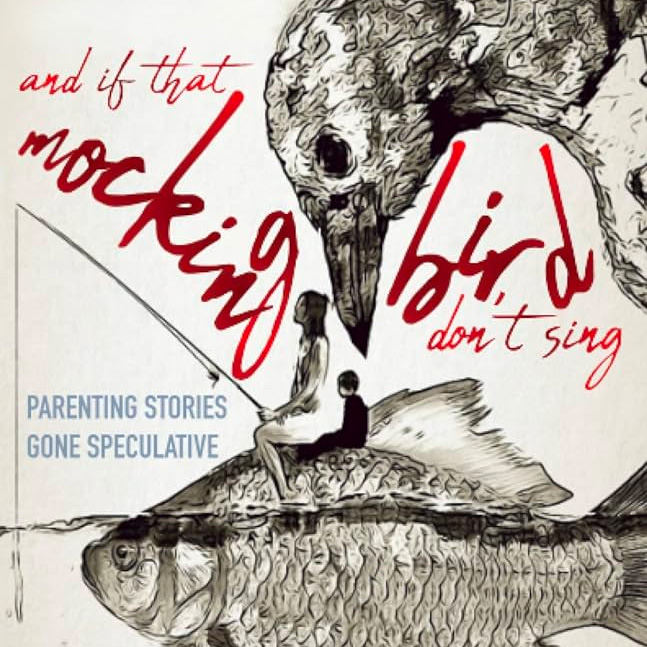 and if that
mocking bird
don't sing
PARENTING STORIES
GONE SPECULATIVE